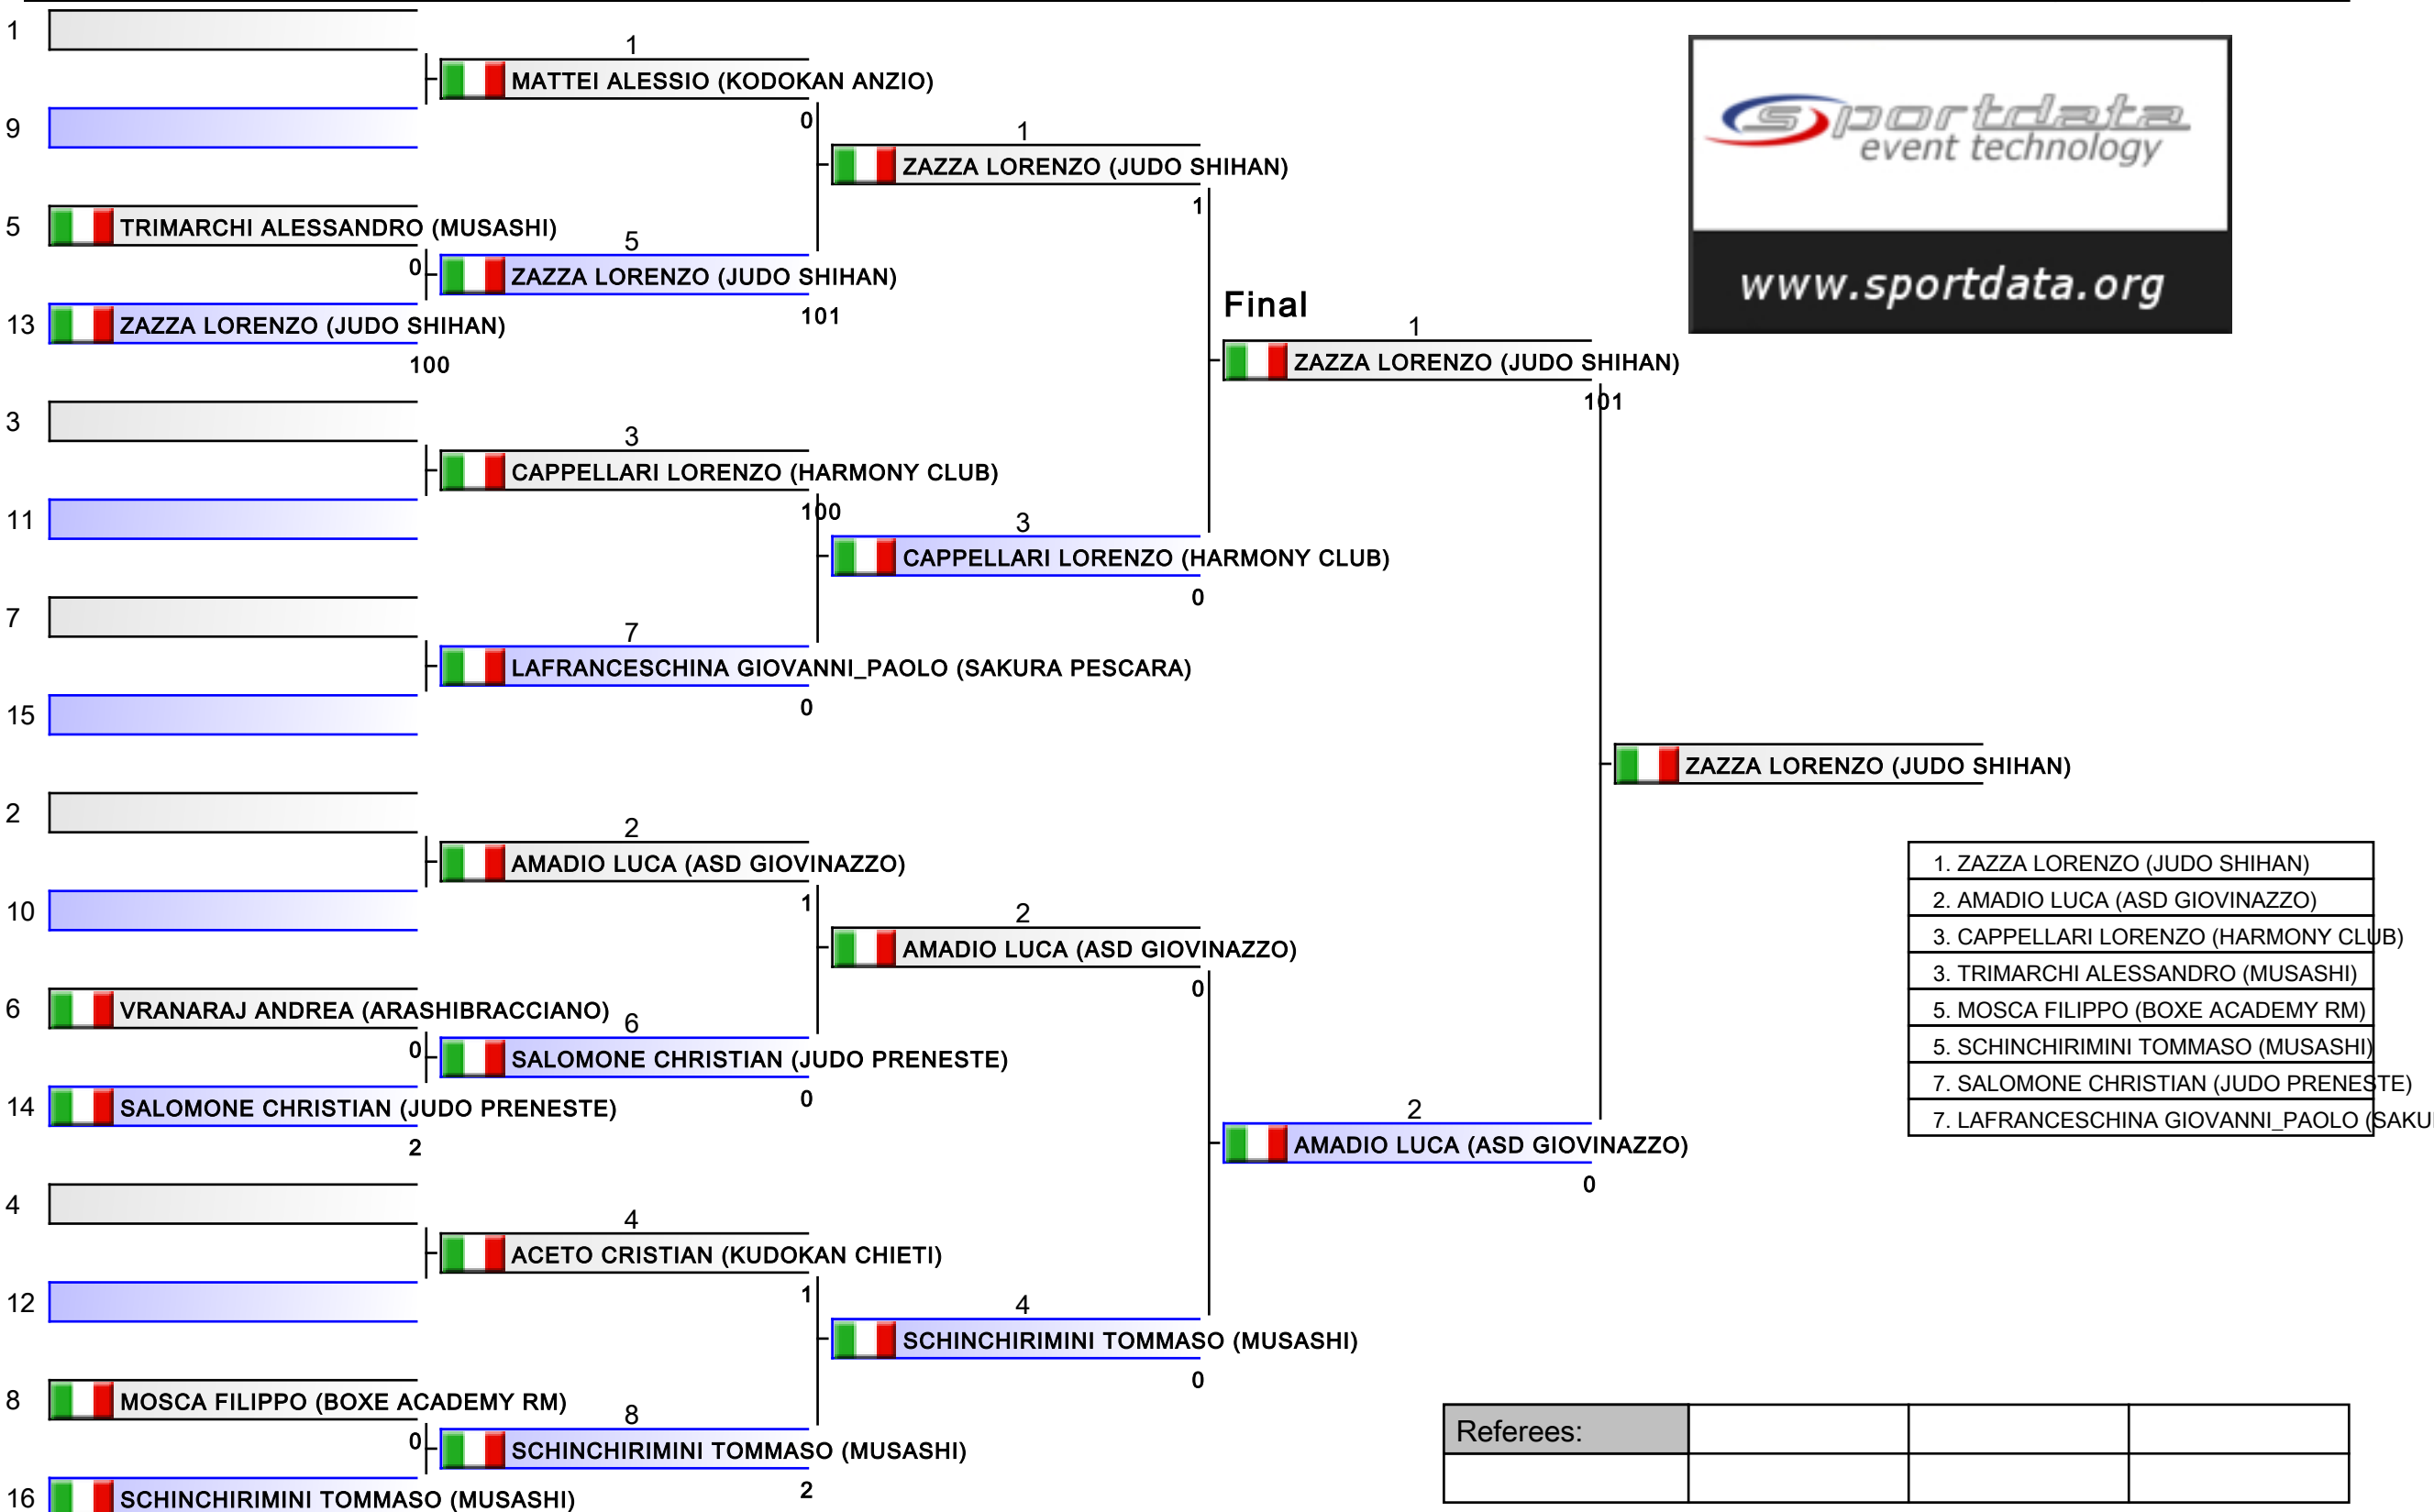 1
1
MATTEI ALESSIO (KODOKAN ANZIO)
0
9
1
ZAZZA LORENZO (JUDO SHIHAN)
1
5
TRIMARCHI ALESSANDRO (MUSASHI)
0
5
ZAZZA LORENZO (JUDO SHIHAN)
101
13
ZAZZA LORENZO (JUDO SHIHAN)
100
sportdata
event technology
www.sportdata.org
Final
1
ZAZZA LORENZO (JUDO SHIHAN)
101
3
3
CAPPELLARI LORENZO (HARMONY CLUB)
100
11
3
CAPPELLARI LORENZO (HARMONY CLUB)
0
7
7
LAFRANCESCHINA GIOVANNI_PAOLO (SAKURA PESCARA)
0
15
ZAZZA LORENZO (JUDO SHIHAN)
2
2
AMADIO LUCA (ASD GIOVINAZZO)
1
10
2
AMADIO LUCA (ASD GIOVINAZZO)
0
6
VRANARAJ ANDREA (ARASHIBRACCIANO)
0
6
SALOMONE CHRISTIAN (JUDO PRENESTE)
0
14
SALOMONE CHRISTIAN (JUDO PRENESTE)
2
2
AMADIO LUCA (ASD GIOVINAZZO)
0
1. ZAZZA LORENZO (JUDO SHIHAN)
2. AMADIO LUCA (ASD GIOVINAZZO)
3. CAPPELLARI LORENZO (HARMONY CLUB)
3. TRIMARCHI ALESSANDRO (MUSASHI)
5. MOSCA FILIPPO (BOXE ACADEMY RM)
5. SCHINCHIRIMINI TOMMASO (MUSASHI)
7. SALOMONE CHRISTIAN (JUDO PRENESTE)
7. LAFRANCESCHINA GIOVANNI_PAOLO (SAKU
4
4
ACETO CRISTIAN (KUDOKAN CHIETI)
1
12
4
SCHINCHIRIMINI TOMMASO (MUSASHI)
0
8
MOSCA FILIPPO (BOXE ACADEMY RM)
0
8
SCHINCHIRIMINI TOMMASO (MUSASHI)
2
16
SCHINCHIRIMINI TOMMASO (MUSASHI)
Referees: